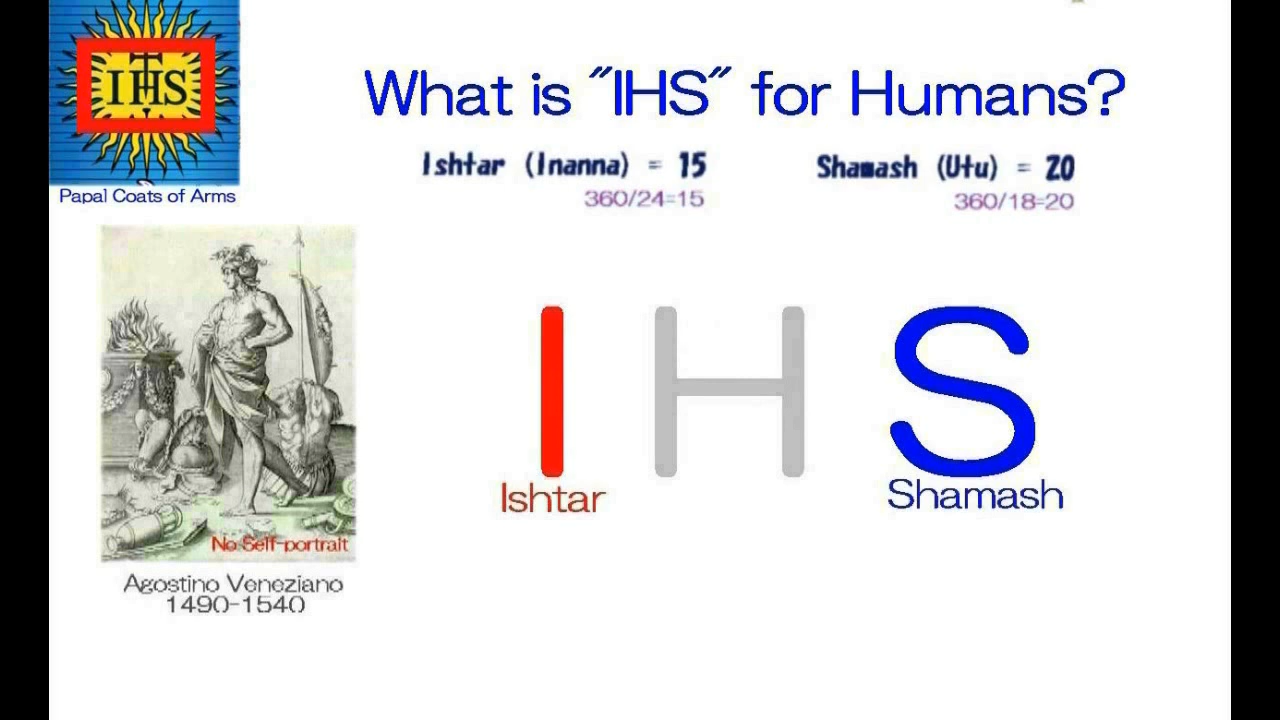 IHS
Papal Coats of Arms
What is "IHS" for Humans?
Ishtar (Inanna) = 15
360/24=15
Shamash (Utu) = 20
360/18=20
I H S
Ishtar
Shamash
No Self-portrait
Agostino Veneziano
1490-1540